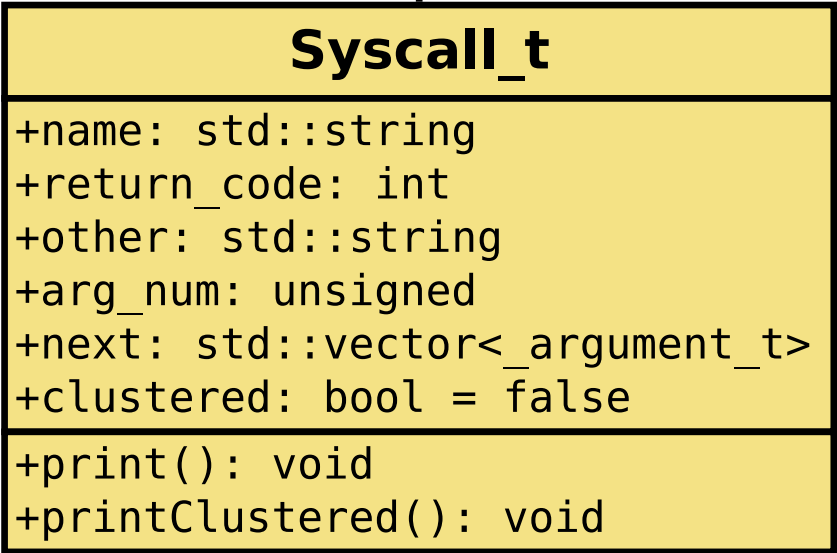 Syscall_t
+name: std::string
+return_code: int
+other: std::string
+arg_num: unsigned
+next: std::vector<_argument_t>
+clustered: bool = false
+print(): void
+printClustered(): void